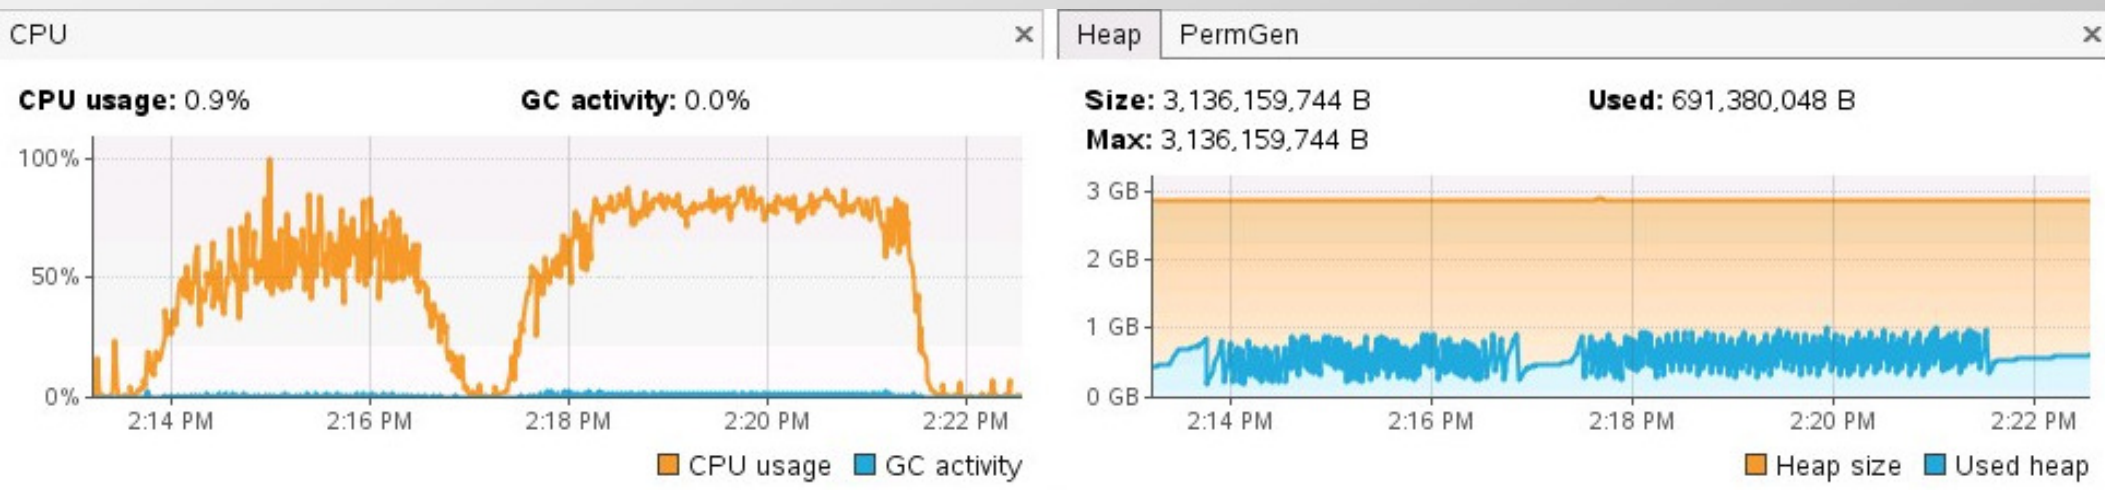 CPU
CPU usage: 0.9% GC activity: 0.0%
100%
50%
0%
2:14 PM 2:16 PM 2:18 PM 2:20 PM 2:22 PM
CPU usage GC activity
Heap PermGen
Size: 3,136,159,744 B Used: 691,380,048 B
Max: 3,136,159,744 B
3 GB
2 GB
1 GB
0 GB
2:14 PM 2:16 PM 2:18 PM 2:20 PM 2:22 PM
Heap size Used heap